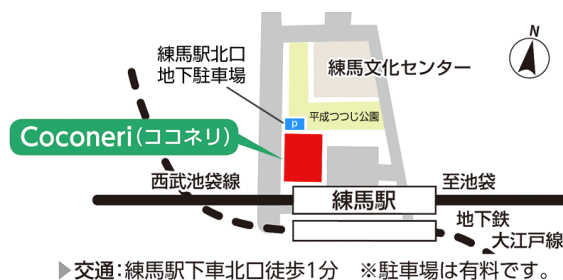 N
練馬駅北口
地下駐車場
練馬文化センター
P
平成つつじ公園
Coconeri（ココネリ）
西武池袋線
練馬駅
至池袋
地下鉄
大江戸線
▶交通：練馬駅下車北口徒歩1分　※駐車場は有料です。